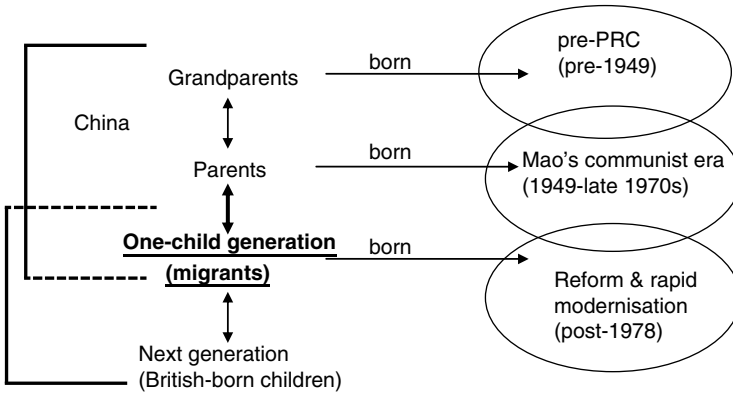 pre-PRC
(pre-1949)
born
Grandparents
China
born
Mao's communist era
(1949-late 1970s)
Parents
One-child generation
(migrants)
born
Reform & rapid
modernisation
(post-1978)
Next generation
(British-born children)